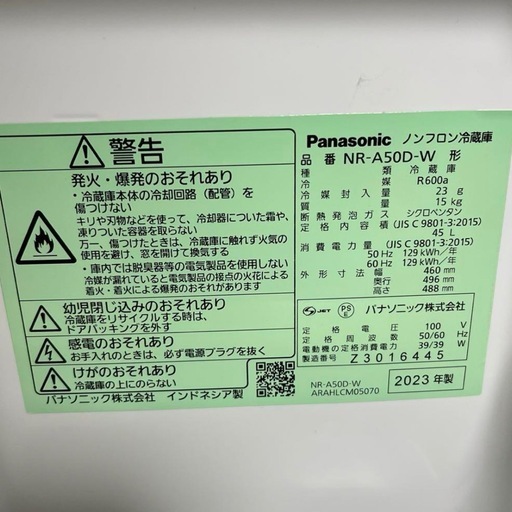 警告
発火・爆発のおそれあり
・冷蔵庫本体の冷却回路（配管）を
傷つけない
キリや刃物などを使って、冷却器についた霜や、
凍りついた容器を取らない
万一、傷つけたときは、冷蔵庫に触れず火気の
使用を避け、窓を開けて換気する
・庫内では脱臭器等の電気製品を使用しない
冷媒が漏れていると電気製品の接点の火花による
着火・着火による爆発のおそれあり
幼児閉じ込みのおそれあり
冷蔵庫をリサイクルする時は、
ドアパッキングを外す
感電のおそれあり
お手入れのときは、必ず電源プラグを抜く
けがのおそれあり
冷蔵庫の上にものを置かない
パナソニック株式会社 インドネシア製
Panasonic ノンフロン冷蔵庫
品番 NR-A50D-W 形
種類 冷蔵庫
冷媒 R600a
冷媒封入量 23 g
質量 15 kg
断熱発泡ガス シクロペンタン
定格内容積 (JIS C 9801-3:2015)
45 L
消費電力量 (JIS C 9801-3:2015)
50 Hz 129 kWh／年
60 Hz 129 kWh／年
外形寸法 幅 460 mm
奥行 496 mm
高さ 488 mm
JET PS E パナソニック株式会社
定格電圧 100 V
定格周波数 50/60 Hz
電動機の定格消費電力 39/39 W
製造番号 Z3016445
NR-A50D-W
ARAHLCM05070
2023年製